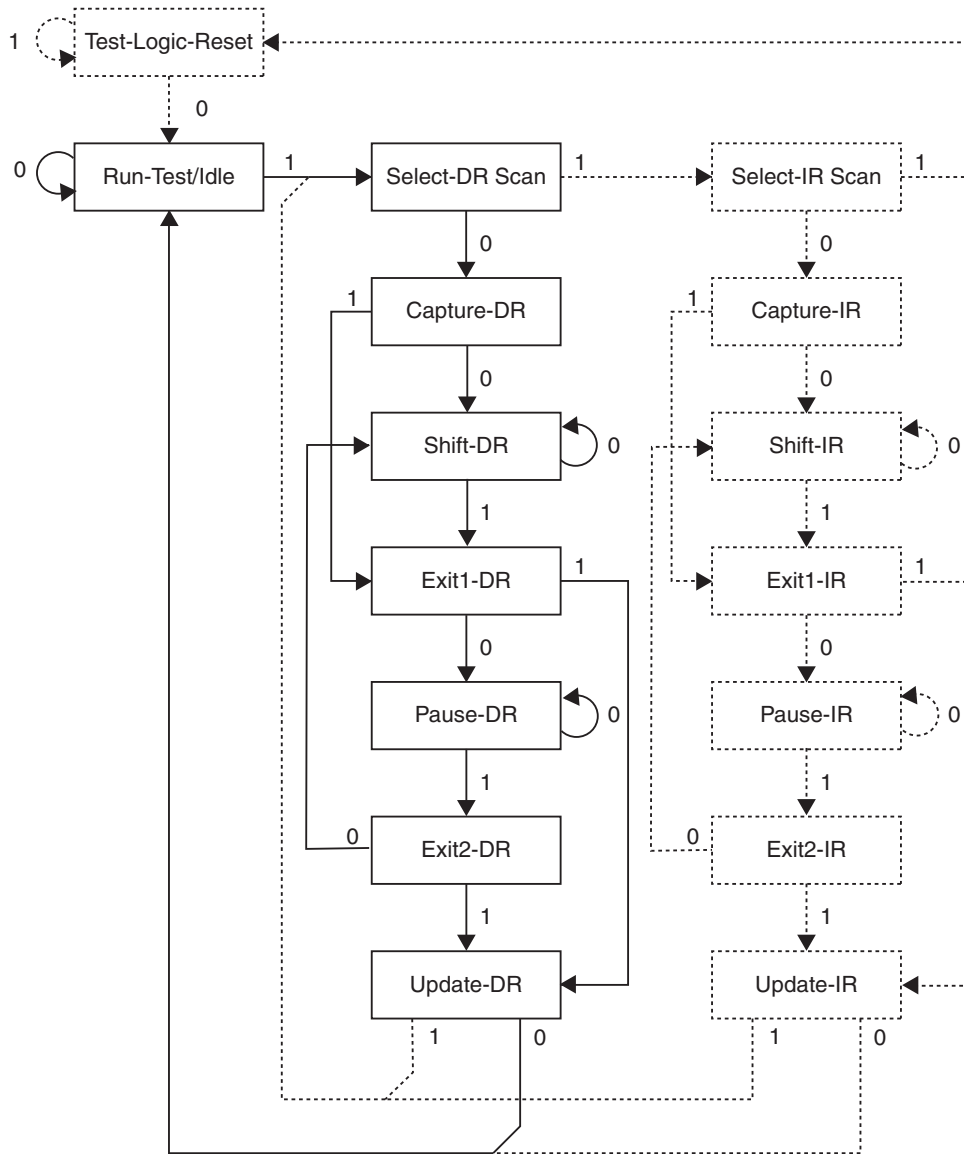 1
Test-Logic-Reset
0
0
Run-Test/Idle
1
Select-DR Scan
1
Select-IR Scan
1
0
0
1
Capture-DR
1
Capture-IR
0
0
Shift-DR
0
Shift-IR
0
1
1
Exit1-DR
1
Exit1-IR
1
0
0
Pause-DR
0
Pause-IR
0
1
1
0
Exit2-DR
0
Exit2-IR
1
1
Update-DR
Update-IR
1
0
1
0